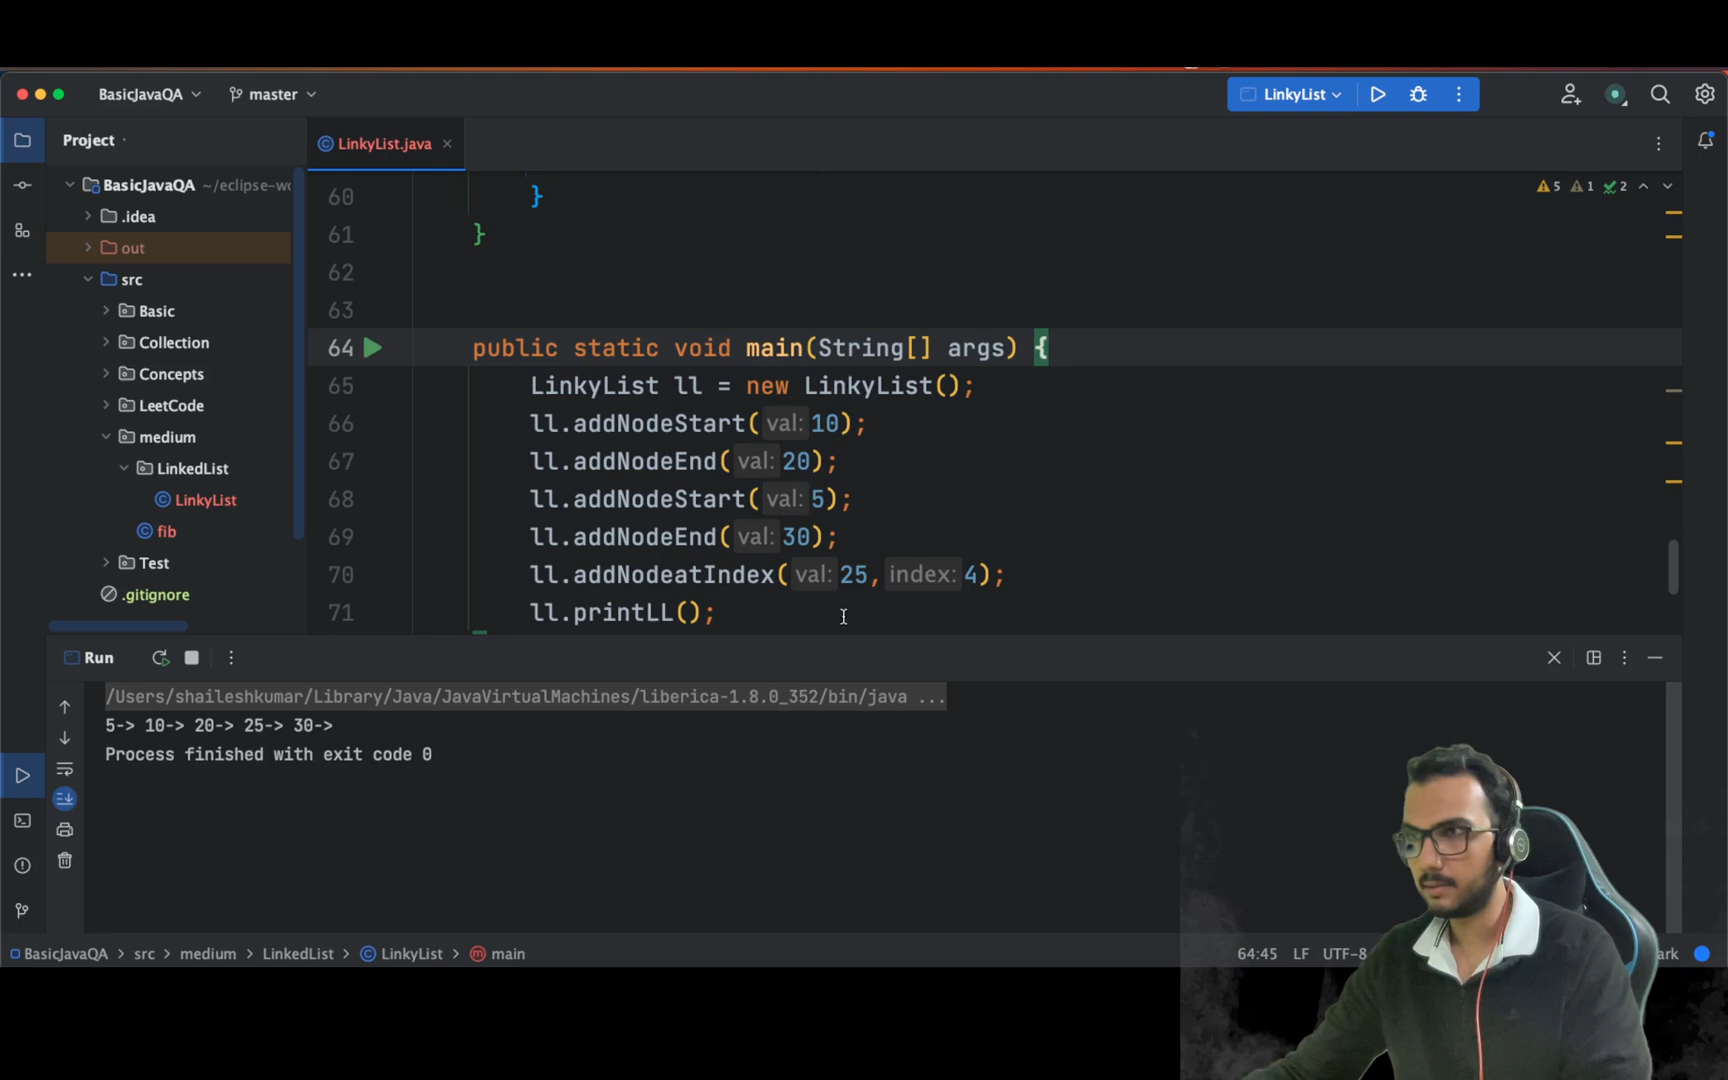 BasicJavaQA master LinkyList
Project
LinkyList.java
BasicJavaQA ~/eclipse-wo
.idea
out
src
Basic
Collection
Concepts
LeetCode
medium
LinkedList
LinkyList
fib
Test
.gitignore
5 1 2
60 }
61 }
62
63
64 public static void main(String[] args) {
65 LinkyList ll = new LinkyList();
66 ll.addNodeStart( val: 10);
67 ll.addNodeEnd( val: 20);
68 ll.addNodeStart( val: 5);
69 ll.addNodeEnd( val: 30);
70 ll.addNodeatIndex( val: 25, index: 4);
71 ll.printLL();
Run
/Users/shaileshkumar/Library/Java/JavaVirtualMachines/liberica-1.8.0_352/bin/java ...
5-> 10-> 20-> 25-> 30->
Process finished with exit code 0
BasicJavaQA > src > medium > LinkedList > LinkyList > main 64:45 LF UTF-8 ark